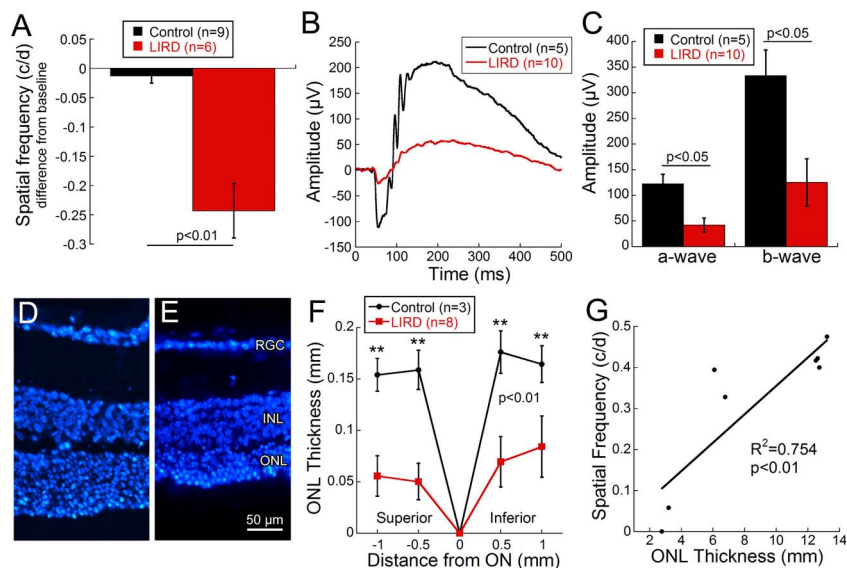 A
Control (n=9)
LIRD (n=6)
Spatial frequency (c/d)
difference from baseline
0.05
0
-0.05
-0.1
-0.15
-0.2
-0.25
-0.3
p<0.01
B
Control (n=5)
LIRD (n=10)
Amplitude (µV)
250
200
150
100
50
0
-50
-100
-150
0 100 200 300 400 500
Time (ms)
C
Control (n=5)
LIRD (n=10)
p<0.05
p<0.05
Amplitude (µV)
400
350
300
250
200
150
100
50
0
a-wave b-wave
D
E
RGC
INL
ONL
50 µm
F
Control (n=3)
LIRD (n=8)
ONL Thickness (mm)
0.2
0.15
0.1
0.05
0
** ** ** **
p<0.01
Superior Inferior
-1 -0.5 0 0.5 1
Distance from ON (mm)
G
Spatial Frequency (c/d)
0.5
0.4
0.3
0.2
0.1
0
R²=0.754
p<0.01
2 4 6 8 10 12 14
ONL Thickness (mm)